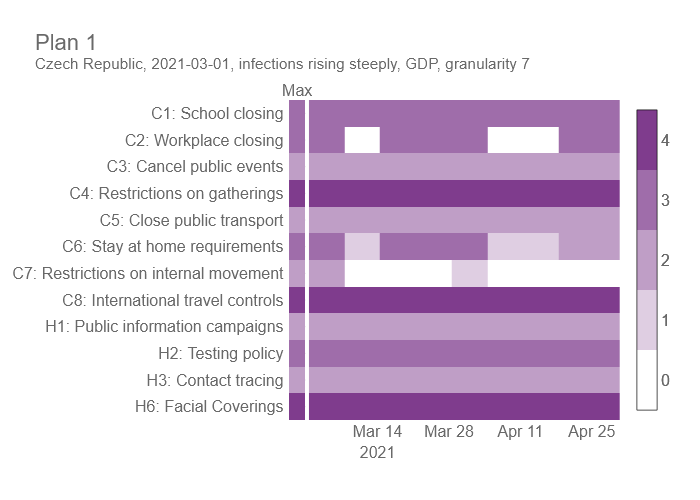 Plan 1
Czech Republic, 2021-03-01, infections rising steeply, GDP, granularity 7
Max
C1: School closing
C2: Workplace closing
C3: Cancel public events
C4: Restrictions on gatherings
C5: Close public transport
C6: Stay at home requirements
C7: Restrictions on internal movement
C8: International travel controls
H1: Public information campaigns
H2: Testing policy
H3: Contact tracing
H6: Facial Coverings
Mar 14 Mar 28 Apr 11 Apr 25
2021
4
3
2
1
0